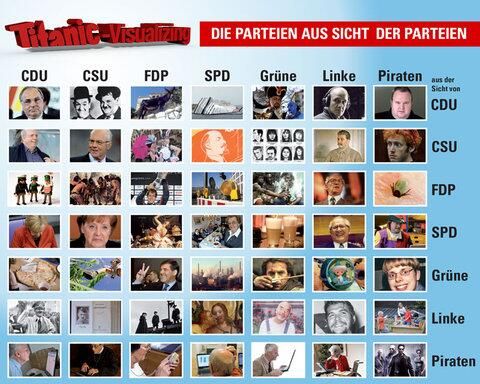 Titanic-Visualizing
DIE PARTEIEN AUS SICHT DER PARTEIEN
CDU CSU FDP SPD Grüne Linke Piraten
aus der
Sicht von
CDU
CSU
FDP
SPD
Grüne
Linke
Piraten